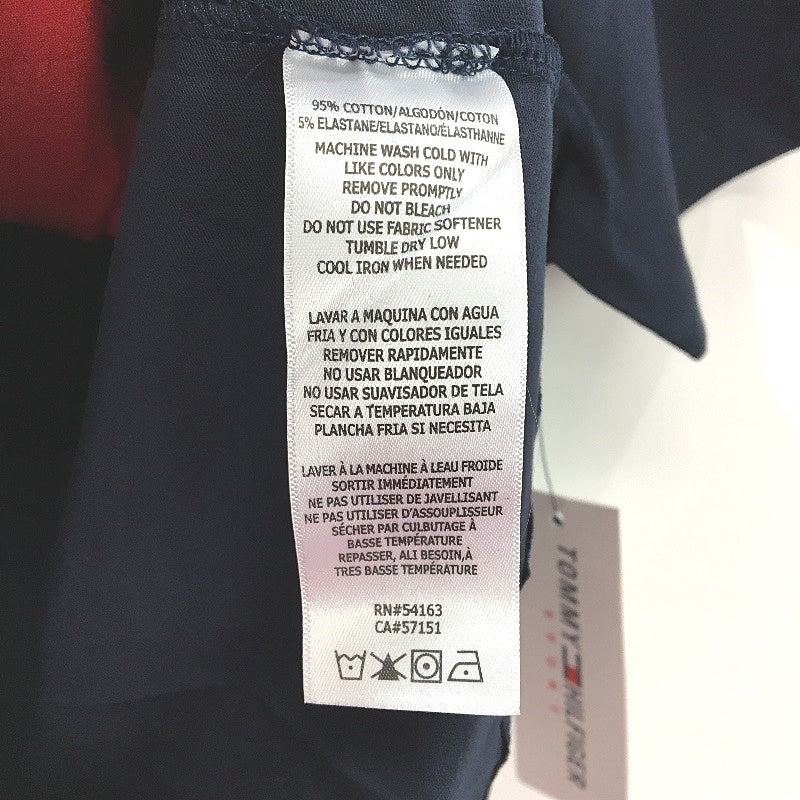 95% COTTON/ALGODÓN/COTON
5% ELASTANE/ELASTANO/ÉLASTHANNE
MACHINE WASH COLD WITH
LIKE COLORS ONLY
REMOVE PROMPTLY
DO NOT BLEACH
DO NOT USE FABRIC SOFTENER
TUMBLE DRY LOW
COOL IRON WHEN NEEDED
LAVAR A MAQUINA CON AGUA
FRIA Y CON COLORES IGUALES
REMOVER RAPIDAMENTE
NO USAR BLANQUEADOR
NO USAR SUAVISADOR DE TELA
SECAR A TEMPERATURA BAJA
PLANCHA FRIA SI NECESITA
LAVER À LA MACHINE À LEAU FROIDE
SORTIR IMMÉDIATEMENT
NE PAS UTILISER DE JAVELLISANT
NE PAS UTILISER D'ASSOUPLISSEUR
SÉCHER PAR CULBUTAGE À
BASSE TEMPÉRATURE
REPASSER, ALI BESOIN,À
TRES BASSE TEMPÉRATURE
RN#54163
CA#57151
TOMMY HILFIGER
SPORT